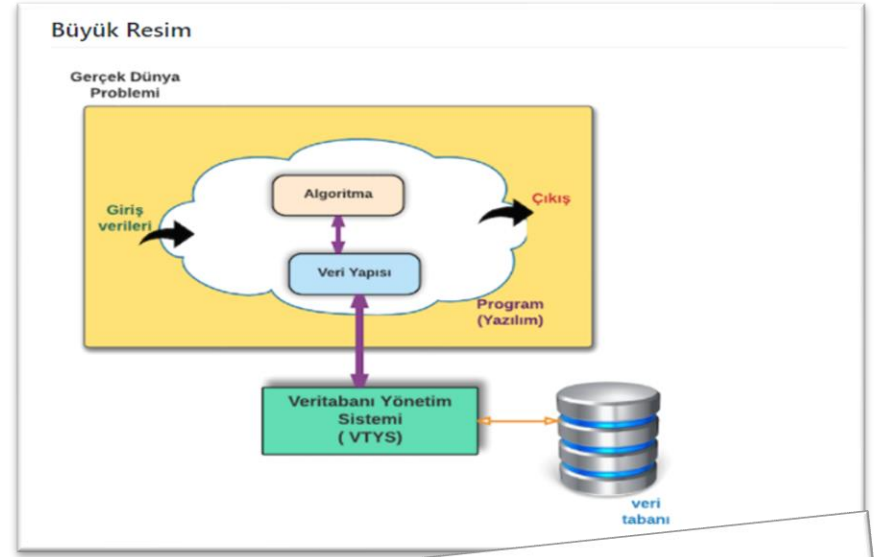 Büyük Resim
Gerçek Dünya
Problemi
Algoritma
Giriş
verileri
Çıkış
Veri Yapısı
Program
(Yazılım)
Veritabanı Yönetim
Sistemi
( VTYS)
veri
tabanı